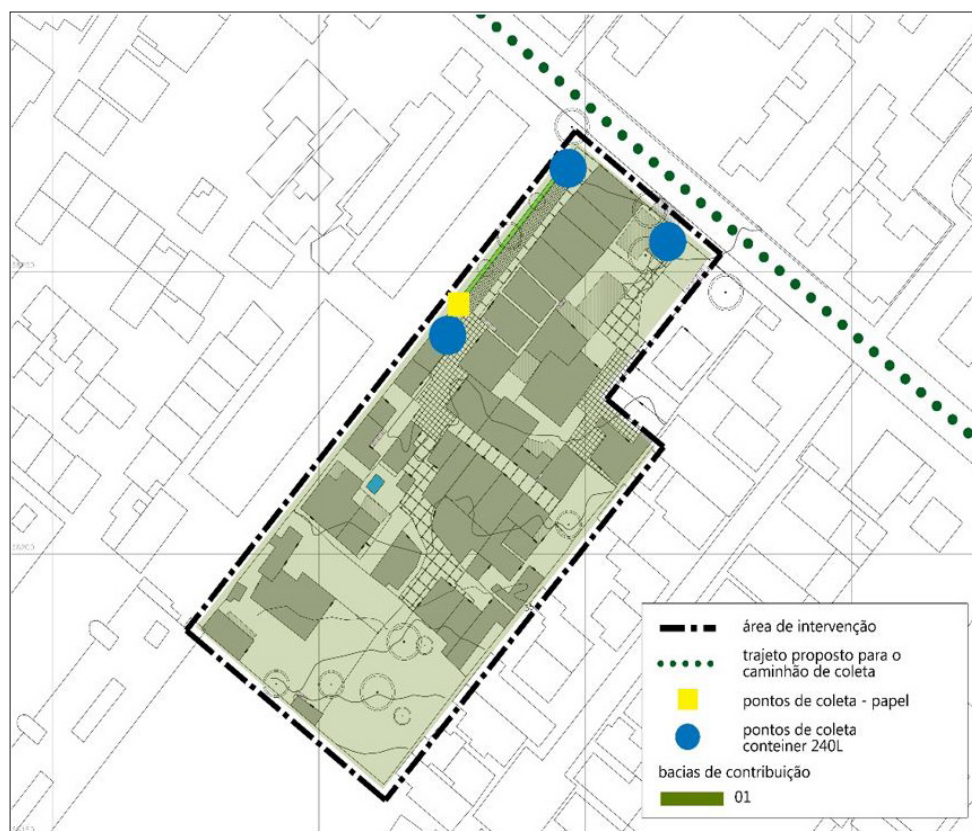 área de intervenção
trajeto proposto para o
caminhão de coleta
pontos de coleta - papel
pontos de coleta
conteiner 240L
bacias de contribuição
01